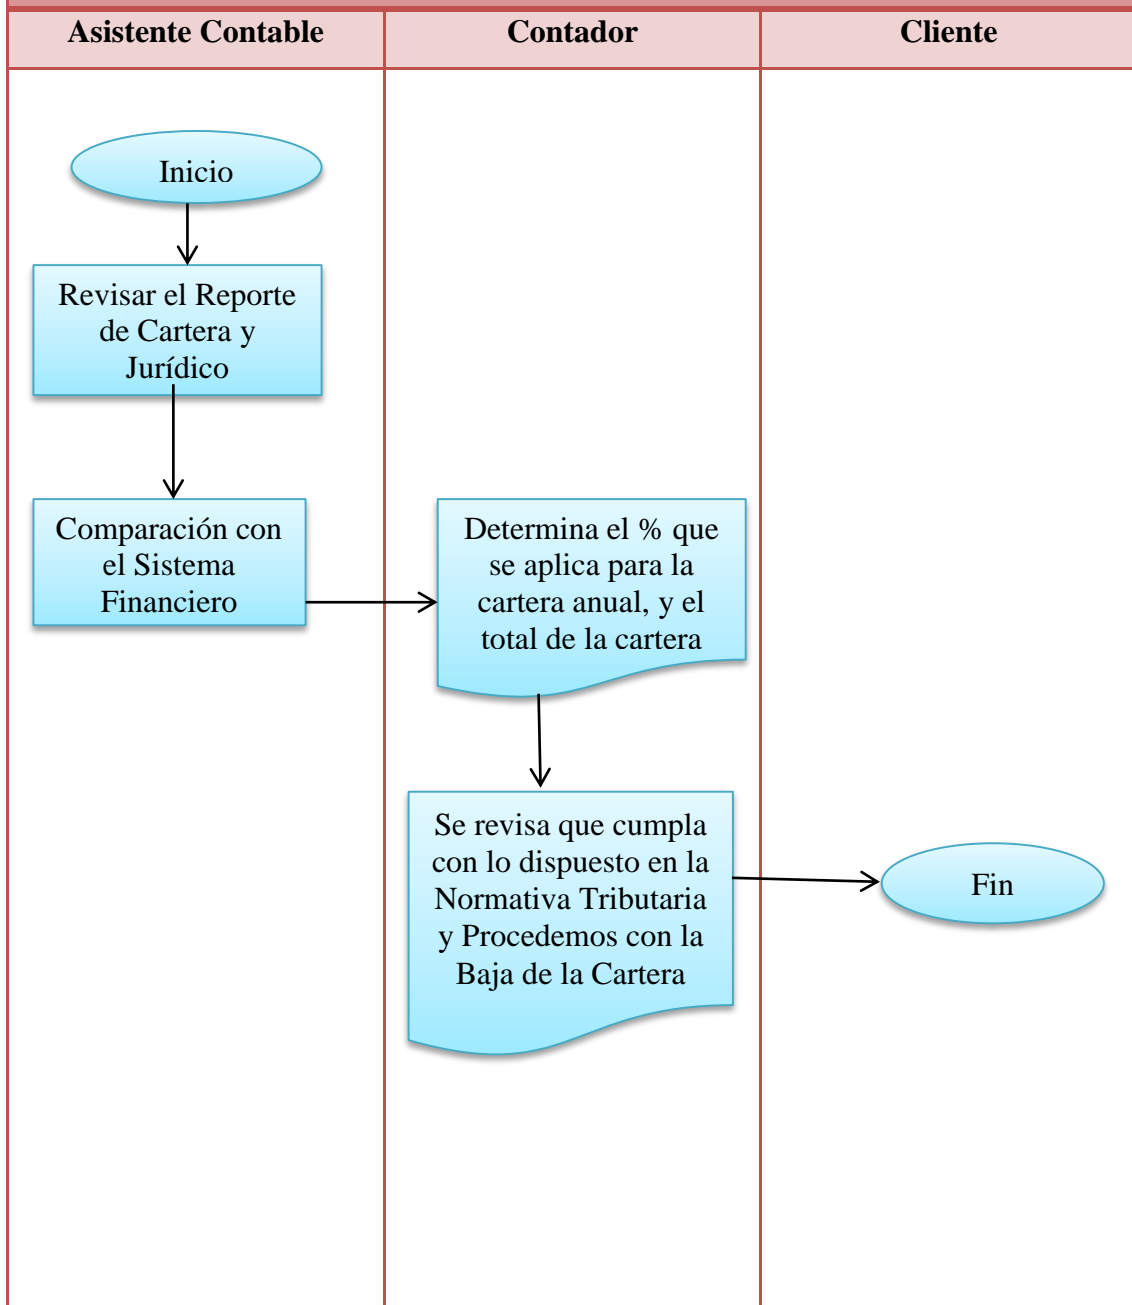 Asistente Contable
Contador
Cliente
Inicio
Revisar el Reporte
de Cartera y
Jurídico
Comparación con
el Sistema
Financiero
Determina el % que
se aplica para la
cartera anual, y el
total de la cartera
Se revisa que cumpla
con lo dispuesto en la
Normativa Tributaria
y Procedemos con la
Baja de la Cartera
Fin